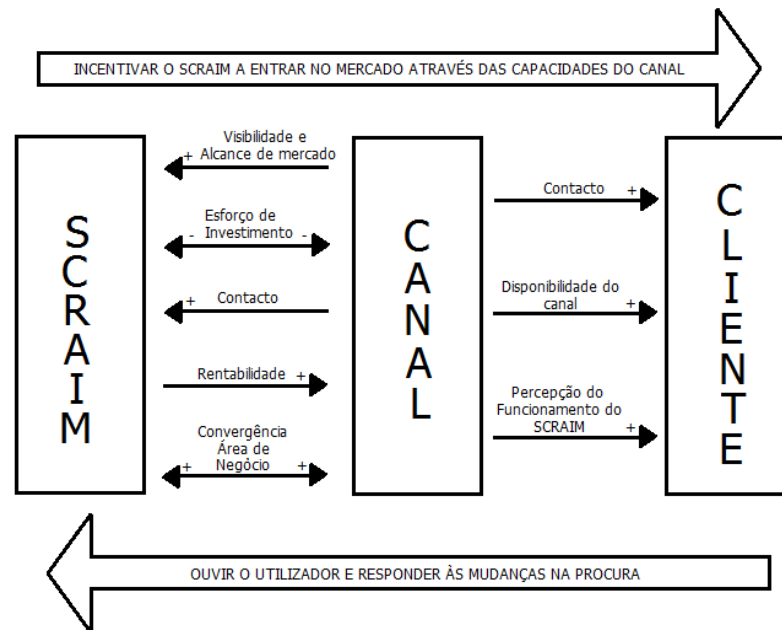 INCENTIVAR O SCRAIM A ENTRAR NO MERCADO ATRAVÉS DAS CAPACIDADES DO CANAL
SCRAIM
Visibilidade e
+ Alcance de mercado
Esforço de
- Investimento -
+ Contacto
Rentabilidade +
Convergência
Área de
+ Negócio +
CANAL
Contacto +
Disponibilidade do
canal +
Percepção do
Funcionamento do
SCRAIM +
CLIENTE
OUVIR O UTILIZADOR E RESPONDER ÀS MUDANÇAS NA PROCURA